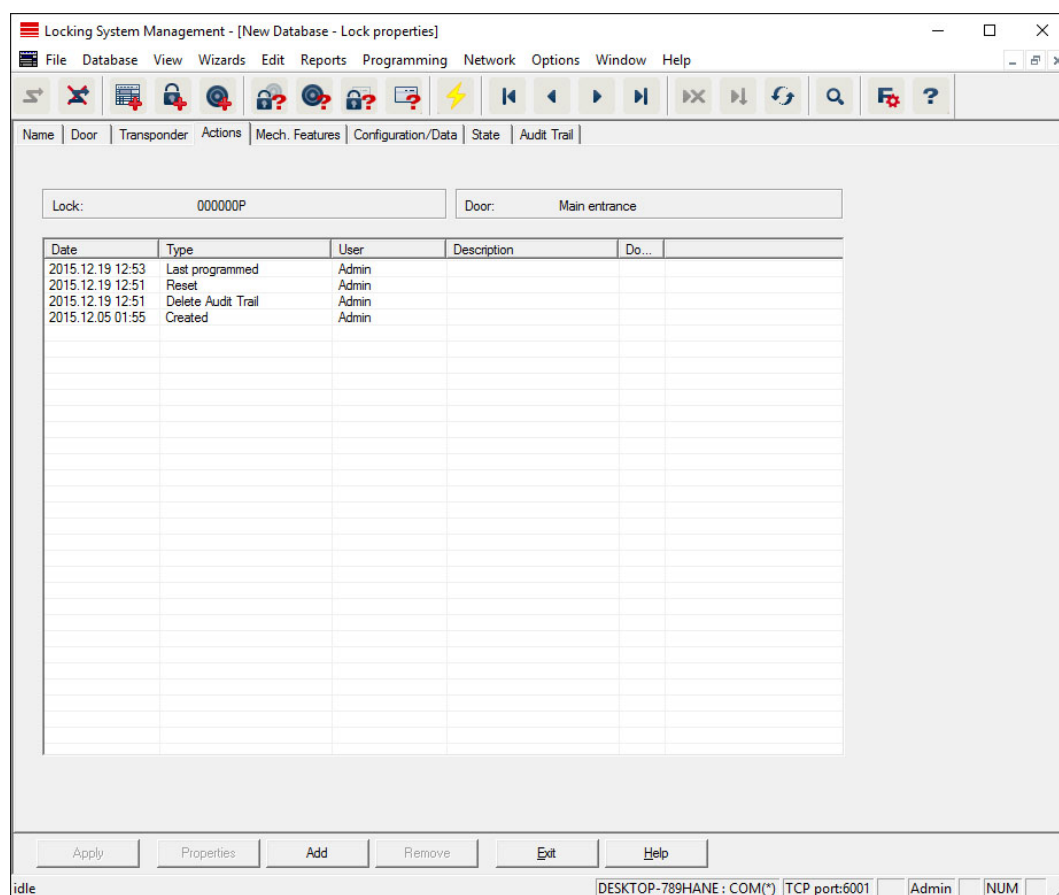 Locking System Management - [New Database - Lock properties]
File Database View Wizards Edit Reports Programming Network Options Window Help
Name Door Transponder Actions Mech. Features Configuration/Data State Audit Trail
Lock: 000000P Door: Main entrance
Date Type User Description Do...
2015.12.19 12:53 Last programmed Admin
2015.12.19 12:51 Reset Admin
2015.12.19 12:51 Delete Audit Trail Admin
2015.12.05 01:55 Created Admin
Apply Properties Add Remove Exit Help
idle DESKTOP-789HANE : COM(*) TCP port:6001 Admin NUM